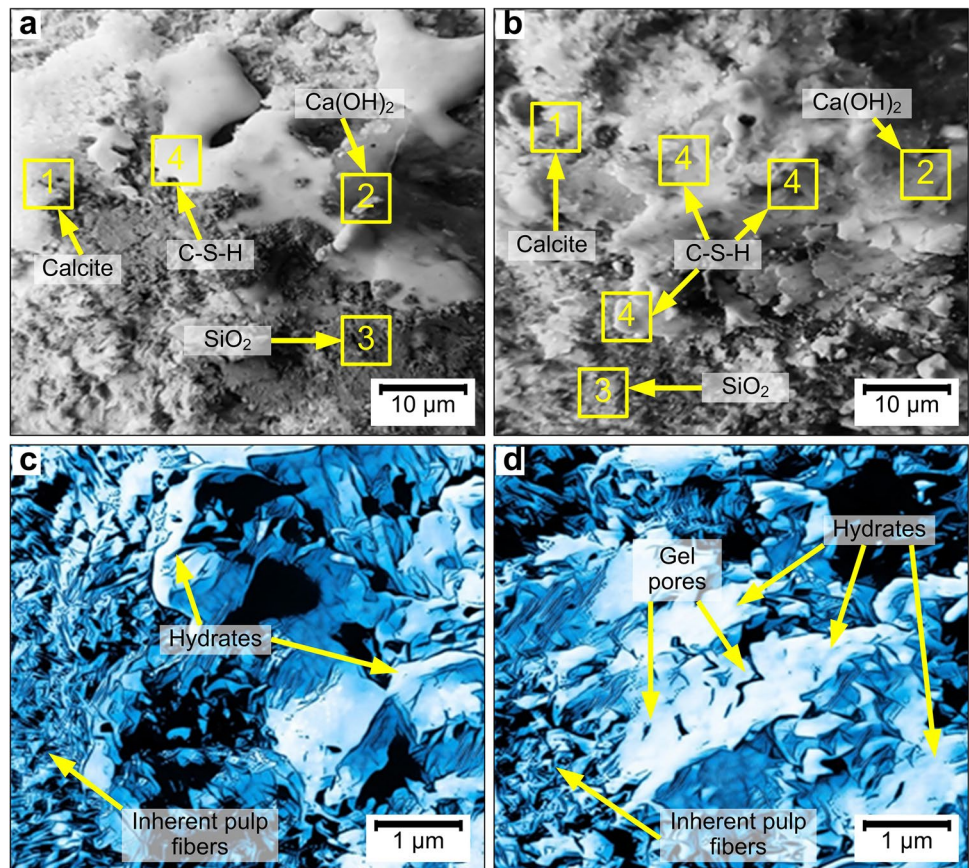 a
Ca(OH)₂
1
4
2
Calcite
C-S-H
SiO₂
3
10 µm
b
Ca(OH)₂
1
4
4
2
Calcite
C-S-H
4
3
SiO₂
10 µm
c
Hydrates
Inherent pulp
fibers
1 µm
d
Hydrates
Gel
pores
Inherent pulp
fibers
1 µm